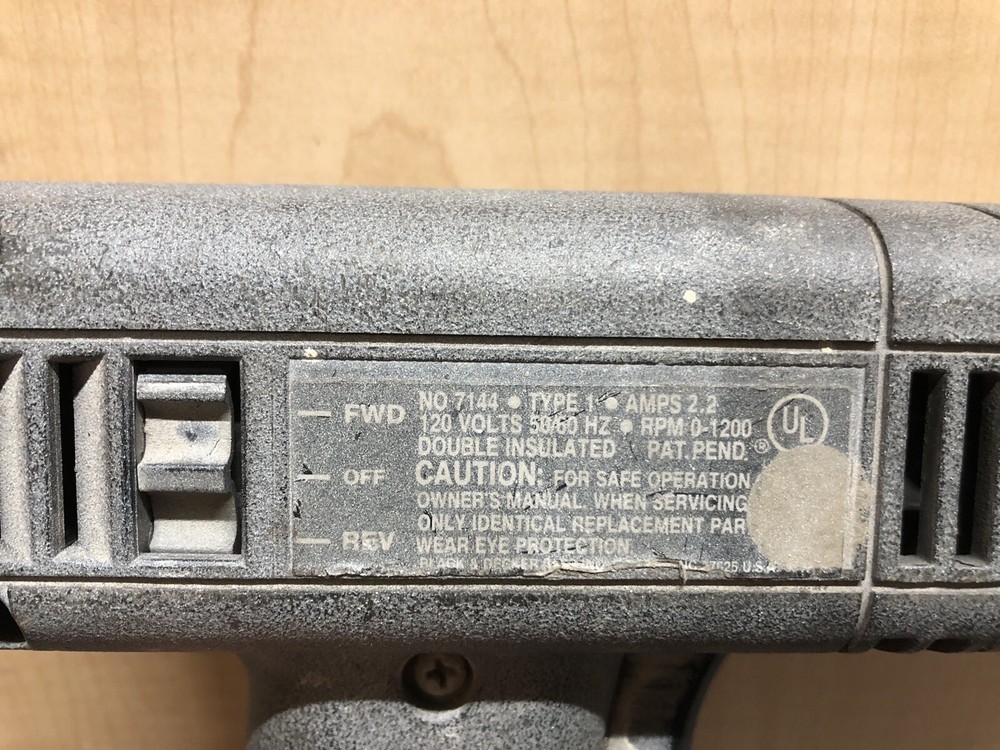 FWD
OFF
REV
NO. 7144 • TYPE 1 • AMPS 2.2
120 VOLTS 50/60 Hz • RPM 0-1200
DOUBLE INSULATED PAT. PEND.
UL ®
CAUTION: FOR SAFE OPERATION
OWNER'S MANUAL. WHEN SERVICING
ONLY IDENTICAL REPLACEMENT PAR
WEAR EYE PROTECTION
BLACK & DECKER U.S.A.